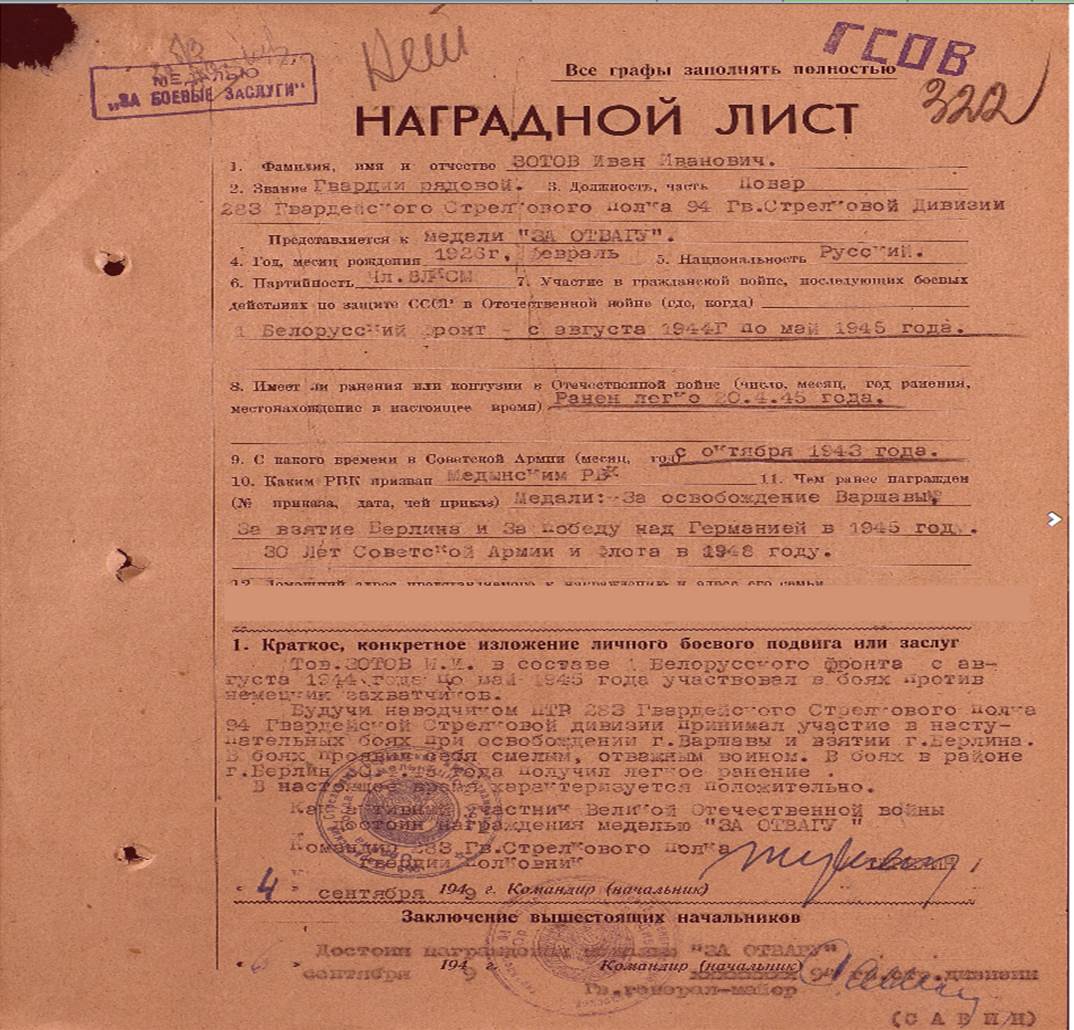 ГСОВ
Нет
322
МЕДАЛЬЮ
„ЗА БОЕВЫЕ ЗАСЛУГИ“
Все графы заполнять полностью
НАГРАДНОЙ ЛИСТ
1. Фамилия, имя и отчество ЗОТОВ Иван Иванович.
2. Звание Гвардии рядовой. 3. Должность, часть Повар
283 Гвардейского Стрелкового полка 94 Гв.Стрелковой Дивизии
Представляется к медали "ЗА ОТВАГУ".
4. Год, месяц рождения 1926г, февраль 5. Национальность Русский.
6. Партийность Чл.ВЛКСМ 7. Участие в гражданской войне, последующих боевых
действиях по защите СССР в Отечественной войне (где, когда)
1 Белорусский фронт - с августа 1944г по май 1945 года.
8. Имеет ли ранения или контузии в Отечественной войне (число, месяц, год ранения,
местонахождение в настоящее время) Ранен легко 20.4.45 года.
9. С какого времени в Советской Армии (месяц, год) с октября 1943 года.
10. Каким РВК призван Медынским РВК 11. Чем ранее награжден
(№ приказа, дата, чей приказ) Медали: За освобождение Варшавы,
За взятие Берлина и За Победу над Германией в 1945 год.
30 Лет Советской Армии и Флота в 1948 году.
12. Домашний адрес представляемого к награждению и адрес его семьи
1. Краткое, конкретное изложение личного боевого подвига или заслуг
Тов.ЗОТОВ И.И. в составе 1 Белорусского фронта с ав-
густа 1944 года по май 1945 года участвовал в боях против
немецких захватчиков.
Будучи наводчиком ПТР 283 Гвардейского Стрелкового полка
94 Гвардейской Стрелковой дивизии принимал участие в насту-
пательных боях при освобождении г.Варшавы и взятии г.Берлина.
В боях проявил себя смелым, отважным воином. В боях в районе
г.Берлин года получил легкое ранение .
В настоящее время характеризуется положительно.
Как активный участник Великой Отечественной войны
достоин награждения медалью "ЗА ОТВАГУ "
Командир 283 Гв.Стрелкового полка
Гвардии Полковник
„ 4 " сентября 1949 г. Командир (начальник)
Заключение вышестоящих начальников
Достоин награждения медалью "ЗА ОТВАГУ"
„ 6 " сентября 1949 г. Командир (начальник) 94 дивизии
Гв.генерал-майор
(САВИН)